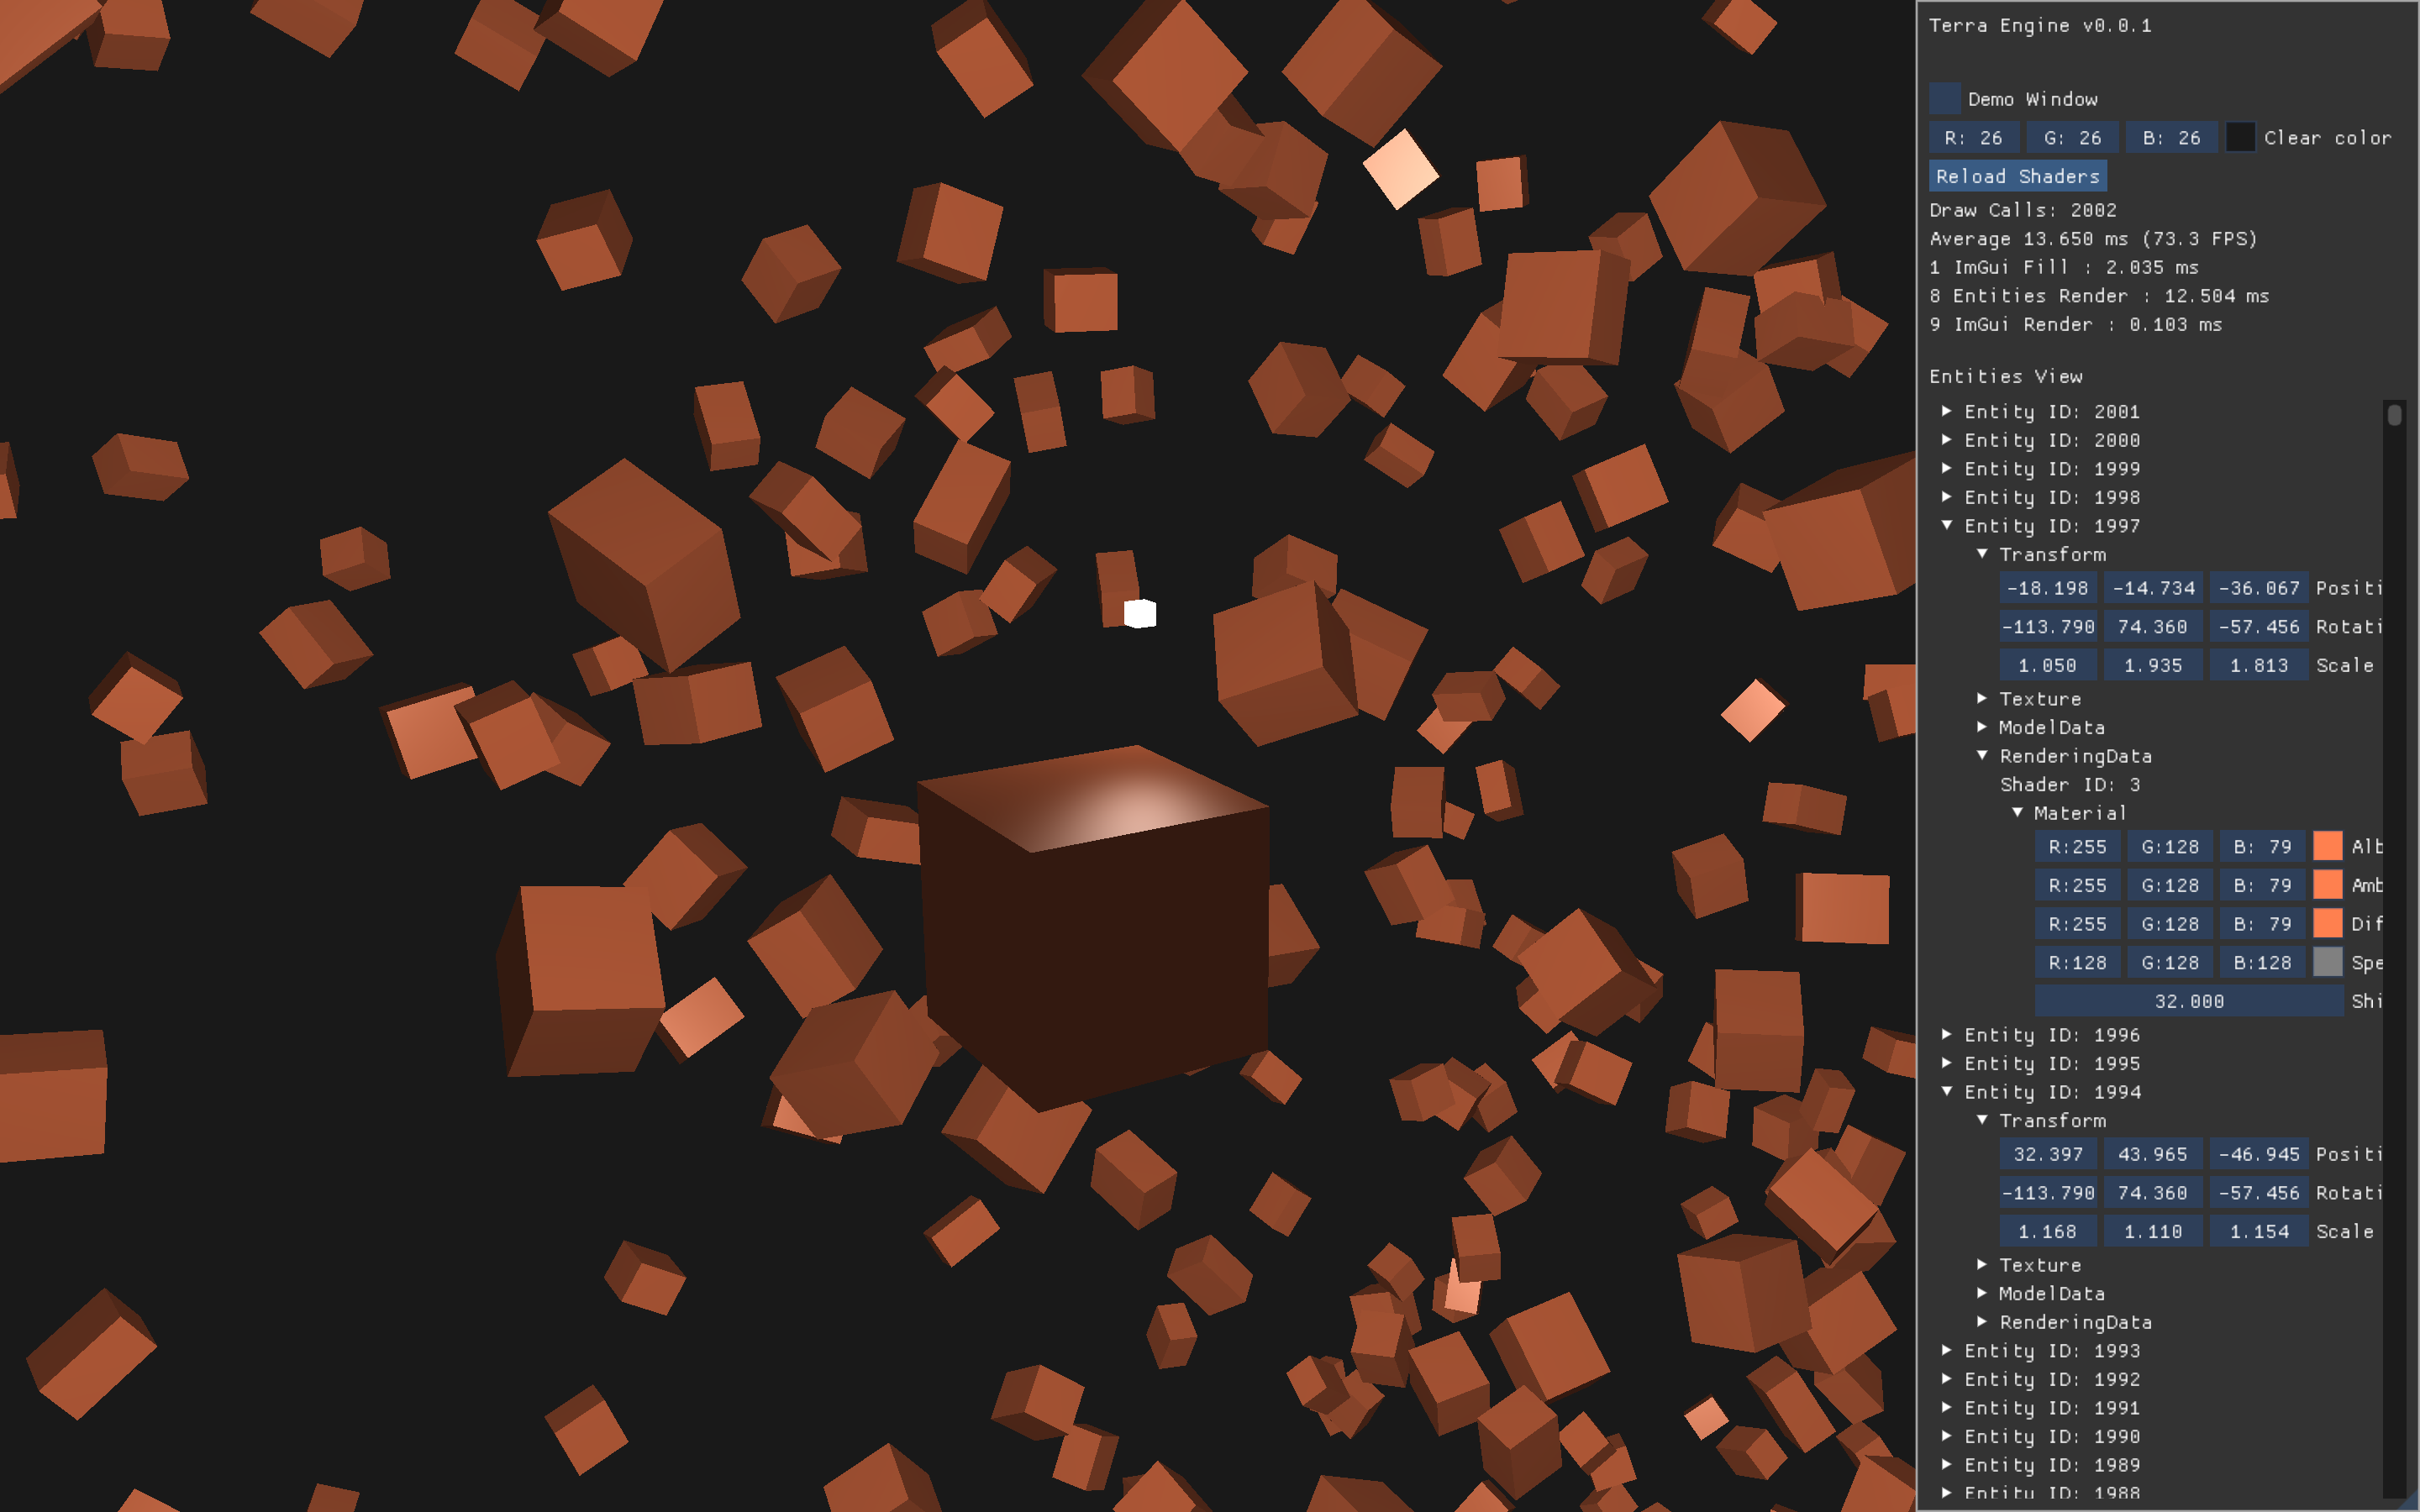 Terra Engine v0.0.1
Demo Window
R: 26 G: 26 B: 26 Clear color
Reload Shaders
Draw Calls: 2002
Average 13.650 ms (73.3 FPS)
1 ImGui Fill : 2.035 ms
8 Entities Render : 12.504 ms
9 ImGui Render : 0.103 ms
Entities View
Entity ID: 2001
Entity ID: 2000
Entity ID: 1999
Entity ID: 1998
Entity ID: 1997
Transform
-18.198 -14.734 -36.067 Positi
-113.790 74.360 -57.456 Rotati
1.050 1.935 1.813 Scale
Texture
ModelData
RenderingData
Shader ID: 3
Material
R:255 G:128 B: 79 Alb
R:255 G:128 B: 79 Amb
R:255 G:128 B: 79 Dif
R:128 G:128 B:128 Spe
32.000 Shi
Entity ID: 1996
Entity ID: 1995
Entity ID: 1994
Transform
32.397 43.965 -46.945 Positi
-113.790 74.360 -57.456 Rotati
1.168 1.110 1.154 Scale
Texture
ModelData
RenderingData
Entity ID: 1993
Entity ID: 1992
Entity ID: 1991
Entity ID: 1990
Entity ID: 1989
Entity ID: 1988